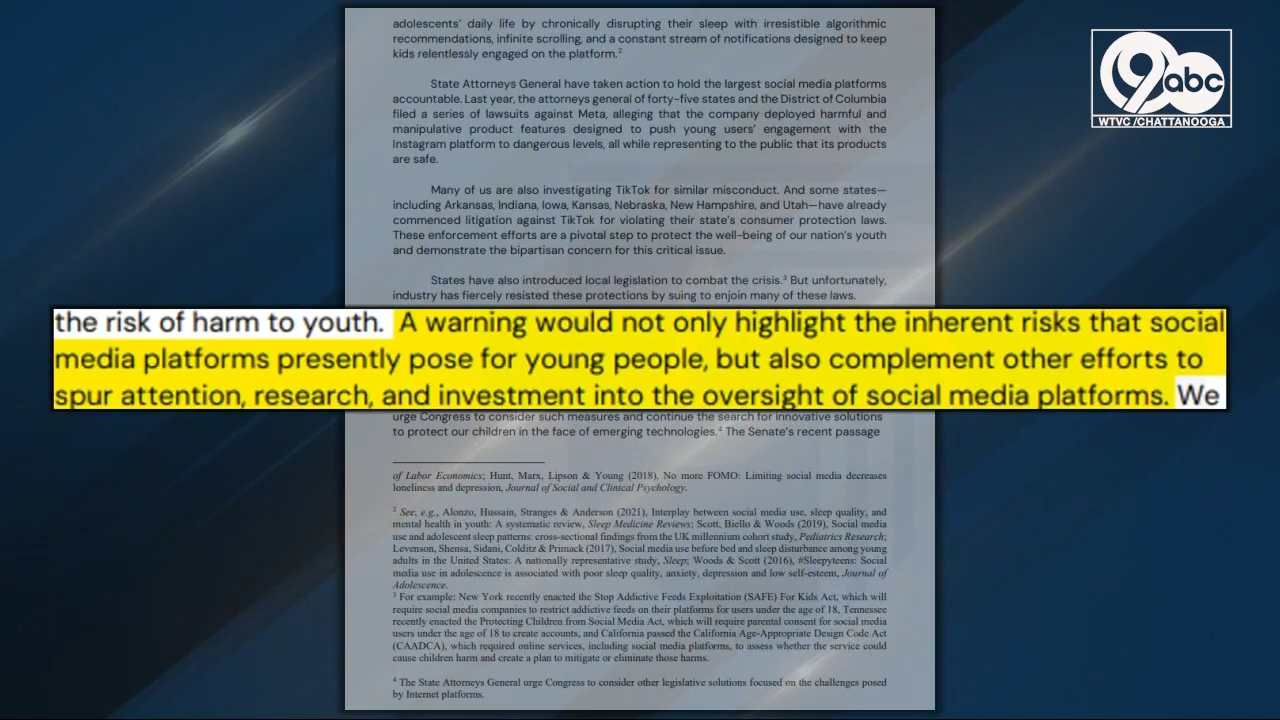 adolescents' daily life by chronically disrupting their sleep with irresistible algorithmic
recommendations, infinite scrolling, and a constant stream of notifications designed to keep
kids relentlessly engaged on the platform.2
State Attorneys General have taken action to hold the largest social media platforms
accountable. Last year, the attorneys general of forty-five states and the District of Columbia
filed a series of lawsuits against Meta, alleging that the company deployed harmful and
manipulative product features designed to push young users' engagement with the
Instagram platform to dangerous levels, all while representing to the public that its products
are safe.
Many of us are also investigating TikTok for similar misconduct. And some states—
including Arkansas, Indiana, Iowa, Kansas, Nebraska, New Hampshire, and Utah—have already
commenced litigation against TikTok for violating their state's consumer protection laws.
These enforcement efforts are a pivotal step to protect the well-being of our nation's youth
and demonstrate the bipartisan concern for this critical issue.
States have also introduced local legislation to combat the crisis.3 But unfortunately,
industry has fiercely resisted these protections by suing to enjoin many of these laws.
the risk of harm to youth. A warning would not only highlight the inherent risks that social
media platforms presently pose for young people, but also complement other efforts to
spur attention, research, and investment into the oversight of social media platforms. We
urge Congress to consider such measures and continue the search for innovative solutions
to protect our children in the face of emerging technologies.4 The Senate's recent passage
of Labor Economics; Hunt, Marx, Lipson & Young (2018), No more FOMO: Limiting social media decreases
loneliness and depression, Journal of Social and Clinical Psychology.
2 See, e.g., Alonzo, Hussain, Stranges & Anderson (2021), Interplay between social media use, sleep quality, and
mental health in youth: A systematic review, Sleep Medicine Reviews; Scott, Biello & Woods (2019), Social media
use and adolescent sleep patterns: cross-sectional findings from the UK millennium cohort study, Pediatrics Research;
Levenson, Shensa, Sidani, Colditz & Primack (2017), Social media use before bed and sleep disturbance among young
adults in the United States: A nationally representative study, Sleep; Woods & Scott (2016), #Sleepyteens: Social
media use in adolescence is associated with poor sleep quality, anxiety, depression and low self-esteem, Journal of
Adolescence.
3 For example: New York recently enacted the Stop Addictive Feeds Exploitation (SAFE) For Kids Act, which will
require social media companies to restrict addictive feeds on their platforms for users under the age of 18, Tennessee
recently enacted the Protecting Children from Social Media Act, which will require parental consent for social media
users under the age of 18 to create accounts, and California passed the California Age-Appropriate Design Code Act
(CAADCA), which required online services, including social media platforms, to assess whether the service could
cause children harm and create a plan to mitigate or eliminate those harms.
4 The State Attorneys General urge Congress to consider other legislative solutions focused on the challenges posed
by Internet platforms.
9 abc
WTVC /CHATTANOOGA